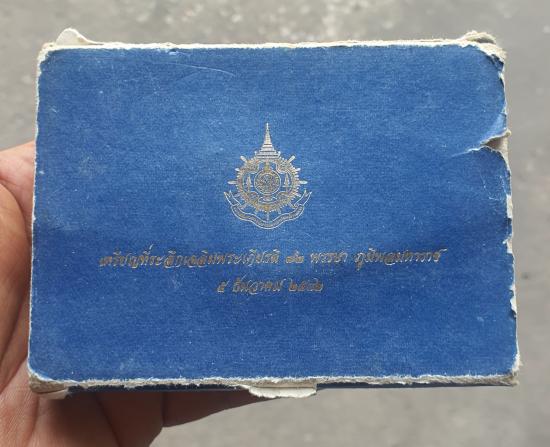 เหรียญที่ระลึกเฉลิมพระเกียรติ ๗๒ พรรษา ภูมิพลมหาราช
๕ ธันวาคม ๒๕๔๒